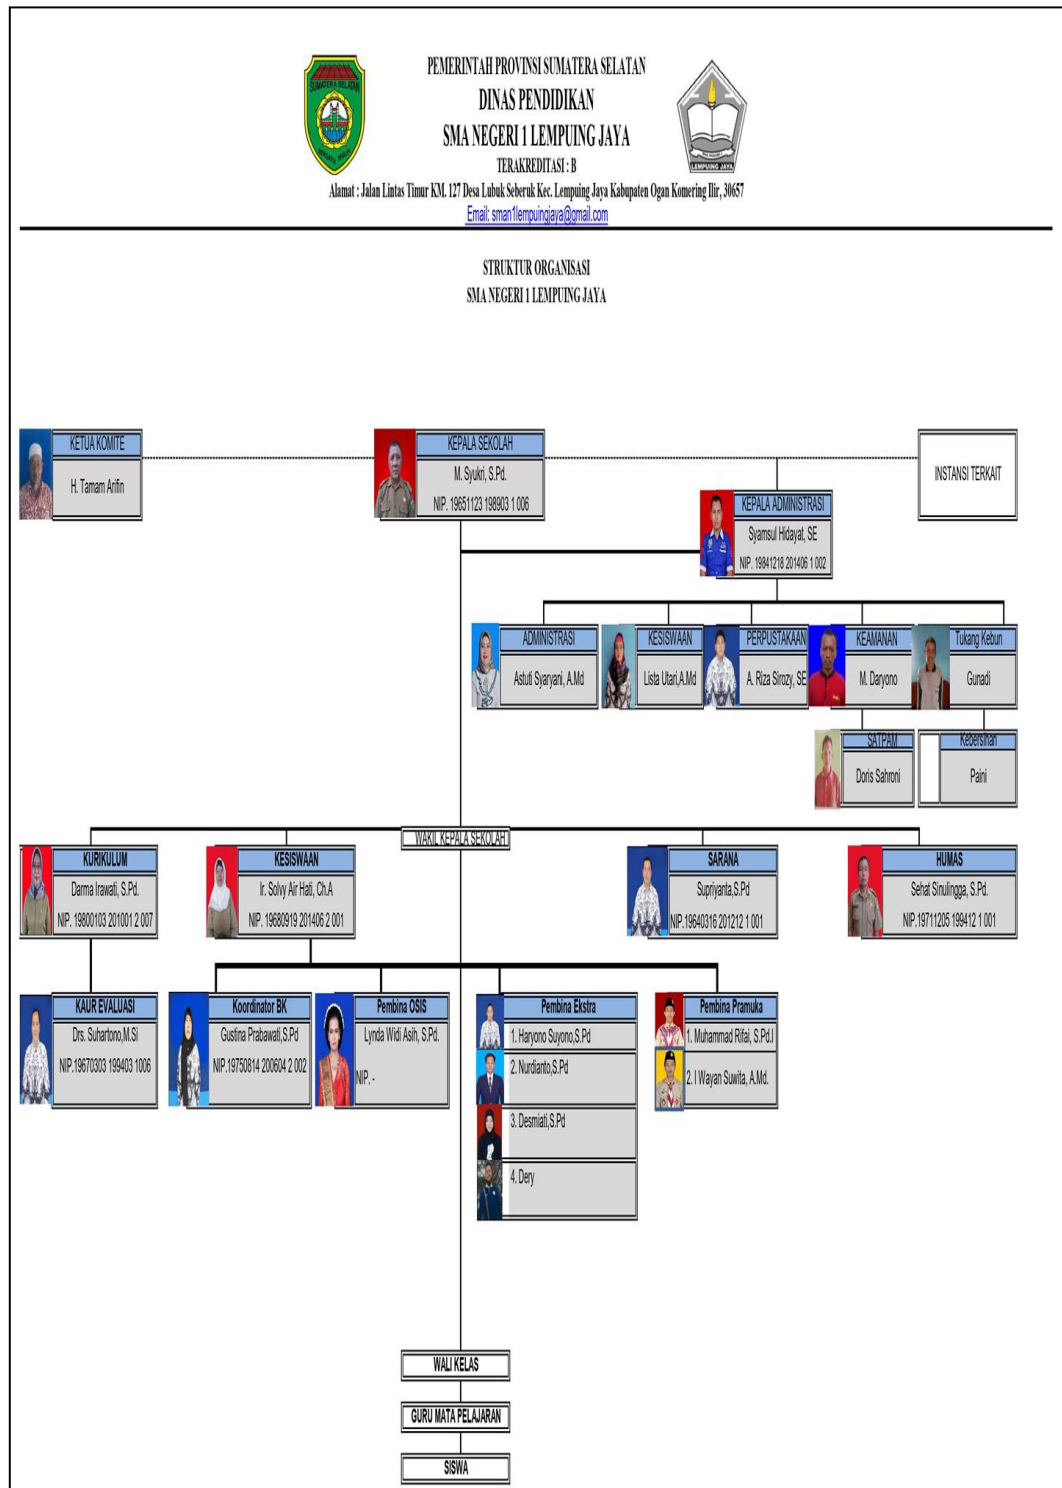 PEMERINTAH PROVINSI SUMATERA SELATAN
DINAS PENDIDIKAN
SMA NEGERI 1 LEMPUING JAYA
TERAKREDITASI : B
Alamat : Jalan Lintas Timur KM. 127 Desa Lubuk Seberuk Kec. Lempuing Jaya Kabupaten Ogan Komering Ilir, 30657
Email: sman1lempuingjaya@gmail.com
SUMATERA SELATAN
LEMPUING JAYA
STRUKTUR ORGANISASI
SMA NEGERI 1 LEMPUING JAYA
KETUA KOMITE
H. Tamam Arifin
KEPALA SEKOLAH
M. Syukri, S.Pd.
NIP. 19651123 198903 1 006
INSTANSI TERKAIT
KEPALA ADMINISTRASI
Syamsul Hidayat, SE
NIP. 19841218 201406 1 002
ADMINISTRASI
Astuti Syaryani, A.Md
KESISWAAN
Lista Utari,A.Md
PERPUSTAKAAN
A. Riza Sirozy, SE
KEAMANAN
M. Daryono
Tukang Kebun
Gunadi
SATPAM
Doris Sahroni
Kebersihan
Paini
WAKIL KEPALA SEKOLAH
KURIKULUM
Darma Irawati, S.Pd.
NIP. 19800103 201001 2 007
KESISWAAN
Ir. Solvy Air Hati, Ch.A
NIP. 19680919 201406 2 001
SARANA
Supriyanta,S.Pd
NIP.19640316 201212 1 001
HUMAS
Sehat Sinulingga, S.Pd.
NIP.19711205 199412 1 001
KAUR EVALUASI
Drs. Suhartono,M.Si
NIP.19670303 199403 1006
Koordinator BK
Gustina Prabawati,S.Pd
NIP.19750814 200604 2 002
Pembina OSIS
Lynda Widi Asih, S.Pd.
NIP. -
Pembina Ekstra
1. Haryono Suyono,S.Pd
2. Nurdianto,S.Pd
3. Desmiati,S.Pd
4. Dery
Pembina Pramuka
1. Muhammad Rifai, S.Pd.I
2. I Wayan Suwita, A.Md.
WALI KELAS
GURU MATA PELAJARAN
SISWA